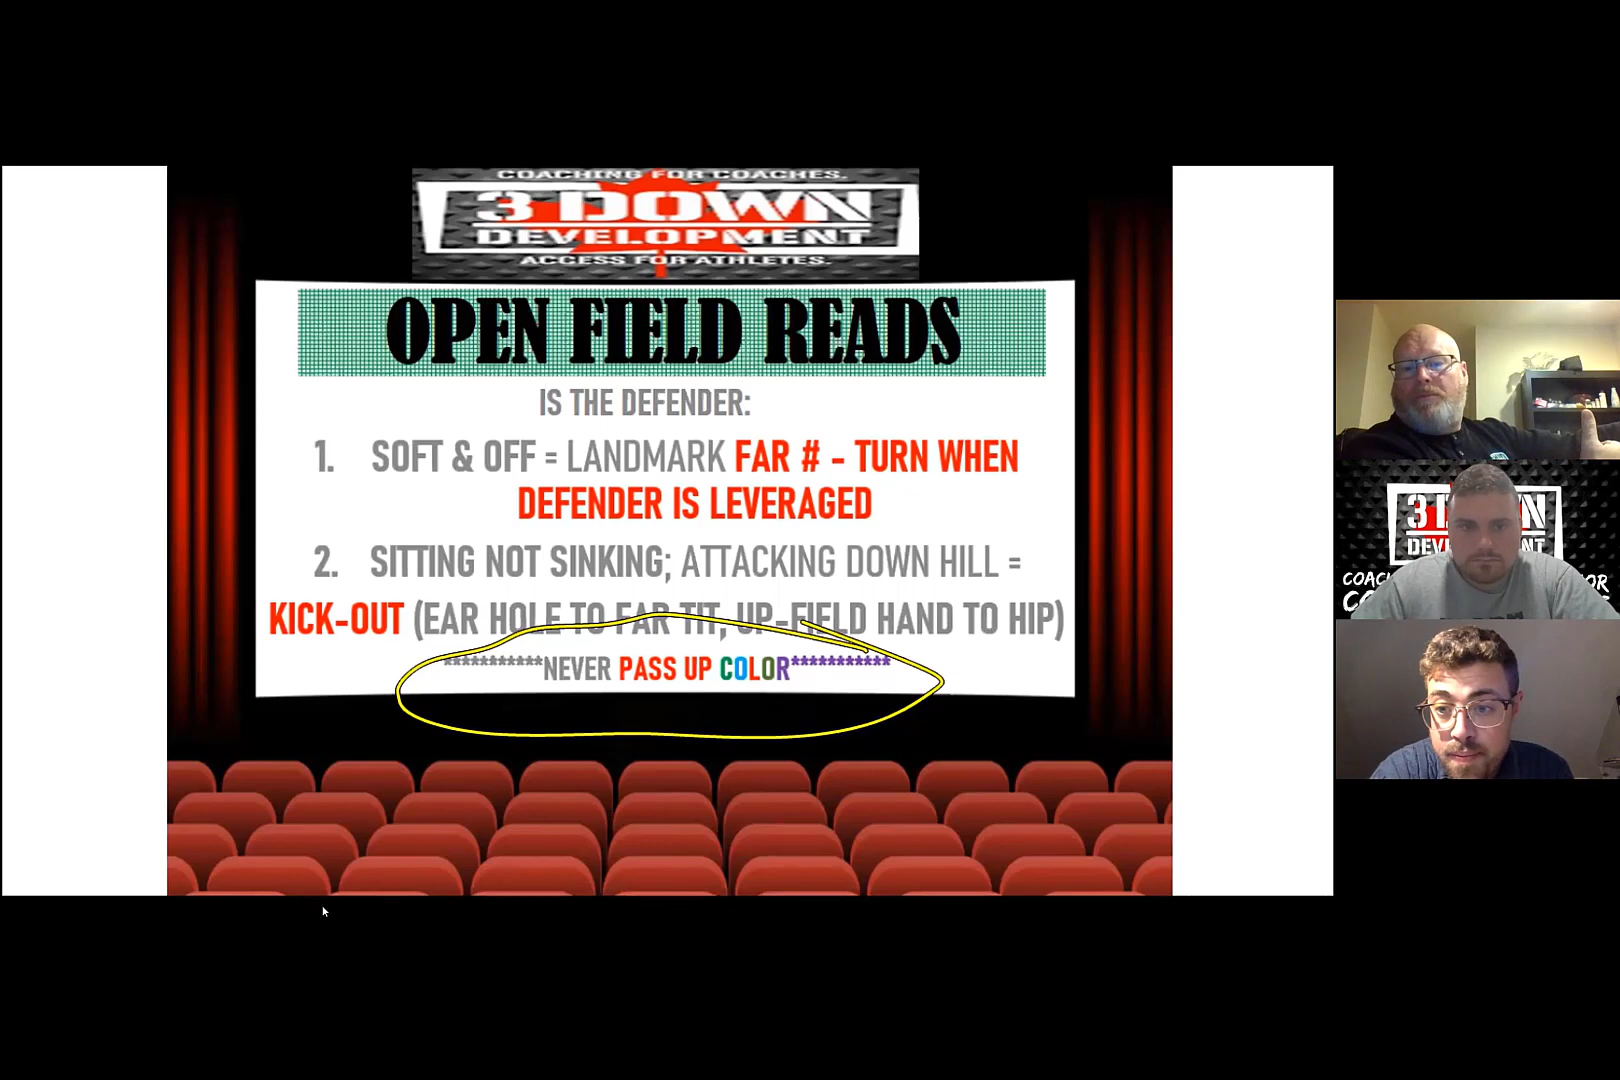 COACHING FOR COACHES.
3 DOWN
DEVELOPMENT
ACCESS FOR ATHLETES.
OPEN FIELD READS
IS THE DEFENDER:
1. SOFT & OFF = LANDMARK FAR # - TURN WHEN
DEFENDER IS LEVERAGED
2. SITTING NOT SINKING; ATTACKING DOWN HILL =
KICK-OUT (EAR HOLE TO FAR TIT, UP-FIELD HAND TO HIP)
***********NEVER PASS UP COLOR***********